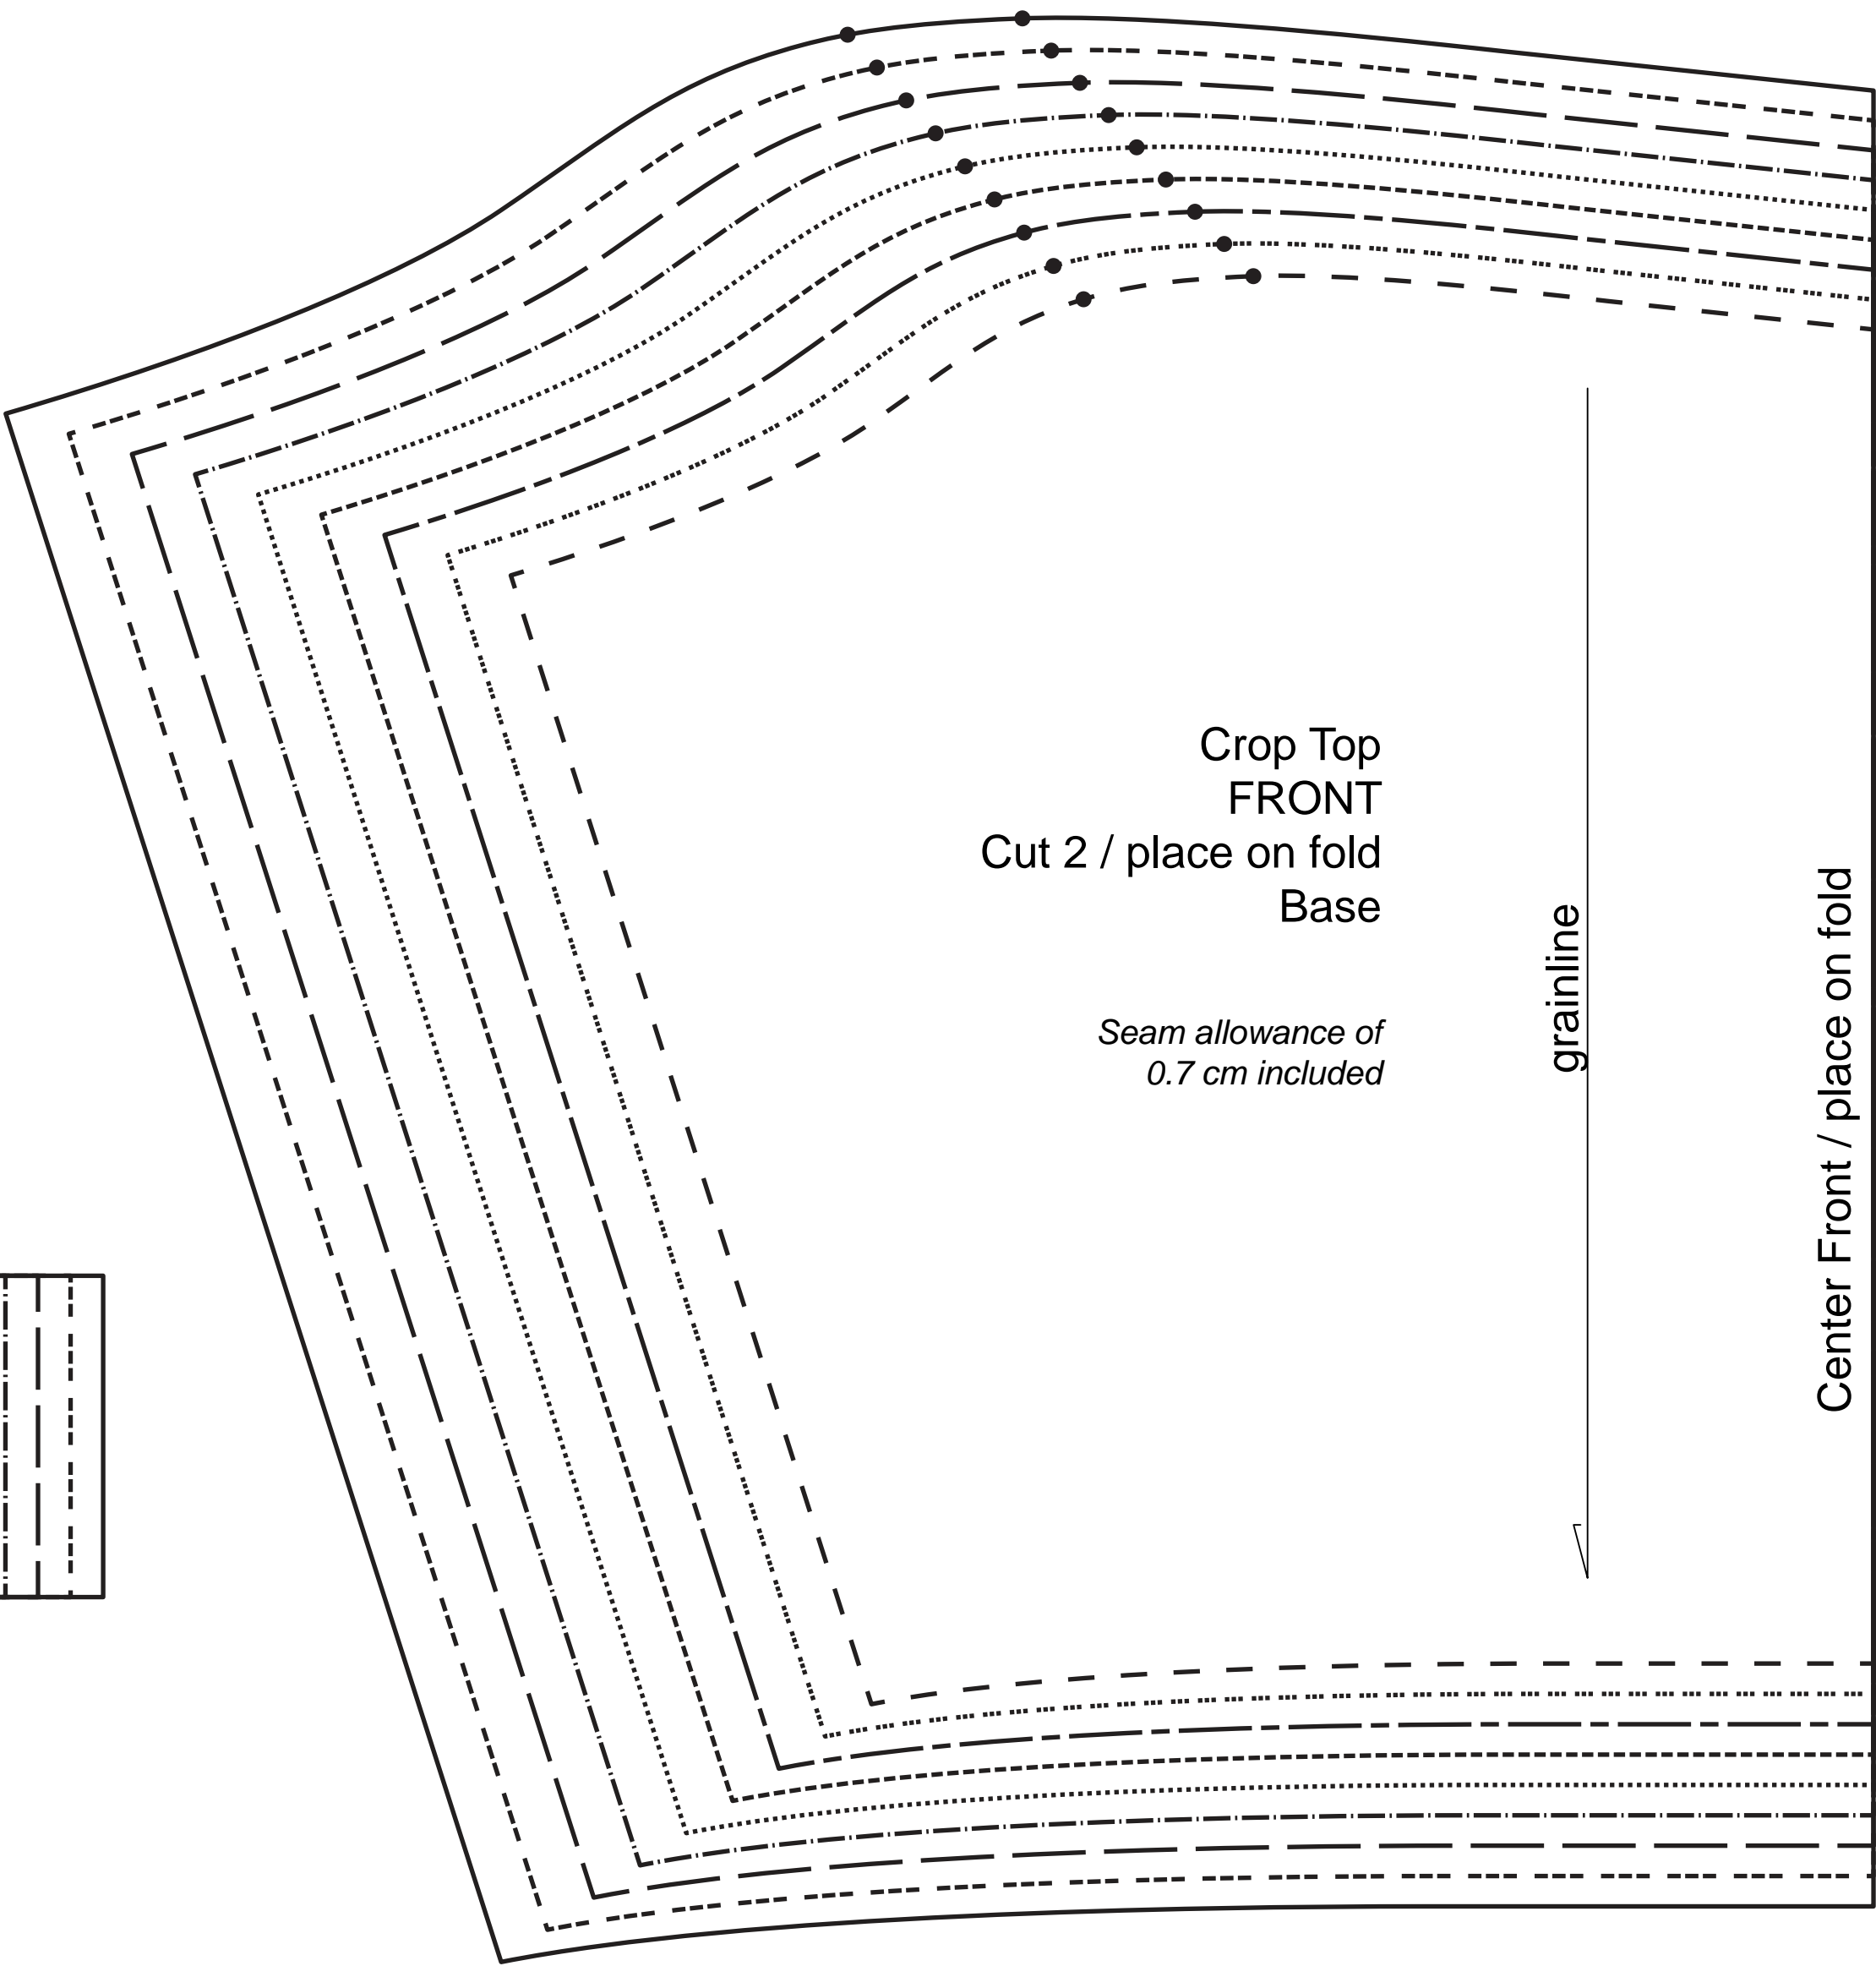 Crop Top
FRONT
Cut 2 / place on fold
Base
Seam allowance of
0.7 cm included
grainline
Center Front / place on fold